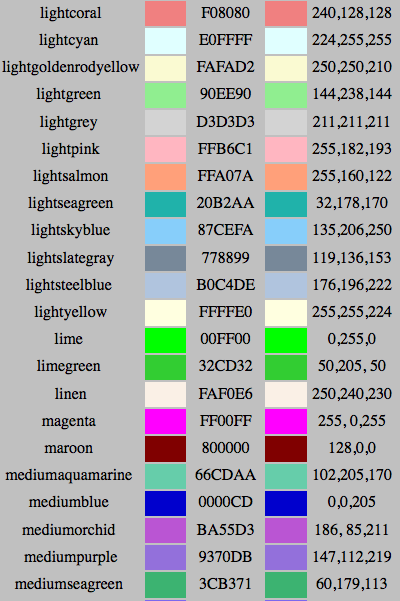 lightcoral F08080 240,128,128
lightcyan E0FFFF 224,255,255
lightgoldenrodyellow FAFAD2 250,250,210
lightgreen 90EE90 144,238,144
lightgrey D3D3D3 211,211,211
lightpink FFB6C1 255,182,193
lightsalmon FFA07A 255,160,122
lightseagreen 20B2AA 32,178,170
lightskyblue 87CEFA 135,206,250
lightslategray 778899 119,136,153
lightsteelblue B0C4DE 176,196,222
lightyellow FFFFE0 255,255,224
lime 00FF00 0,255,0
limegreen 32CD32 50,205, 50
linen FAF0E6 250,240,230
magenta FF00FF 255, 0,255
maroon 800000 128,0,0
mediumaquamarine 66CDAA 102,205,170
mediumblue 0000CD 0,0,205
mediumorchid BA55D3 186, 85,211
mediumpurple 9370DB 147,112,219
mediumseagreen 3CB371 60,179,113